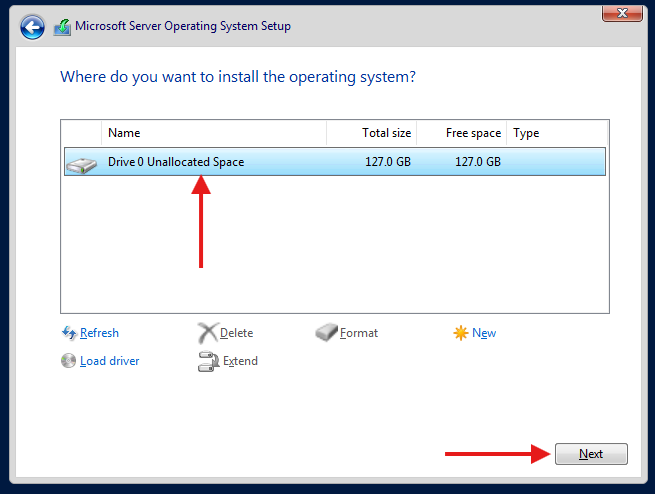 Microsoft Server Operating System Setup
Where do you want to install the operating system?
Name Total size Free space Type
Drive 0 Unallocated Space 127.0 GB 127.0 GB
Refresh Delete Format New
Load driver Extend
Next